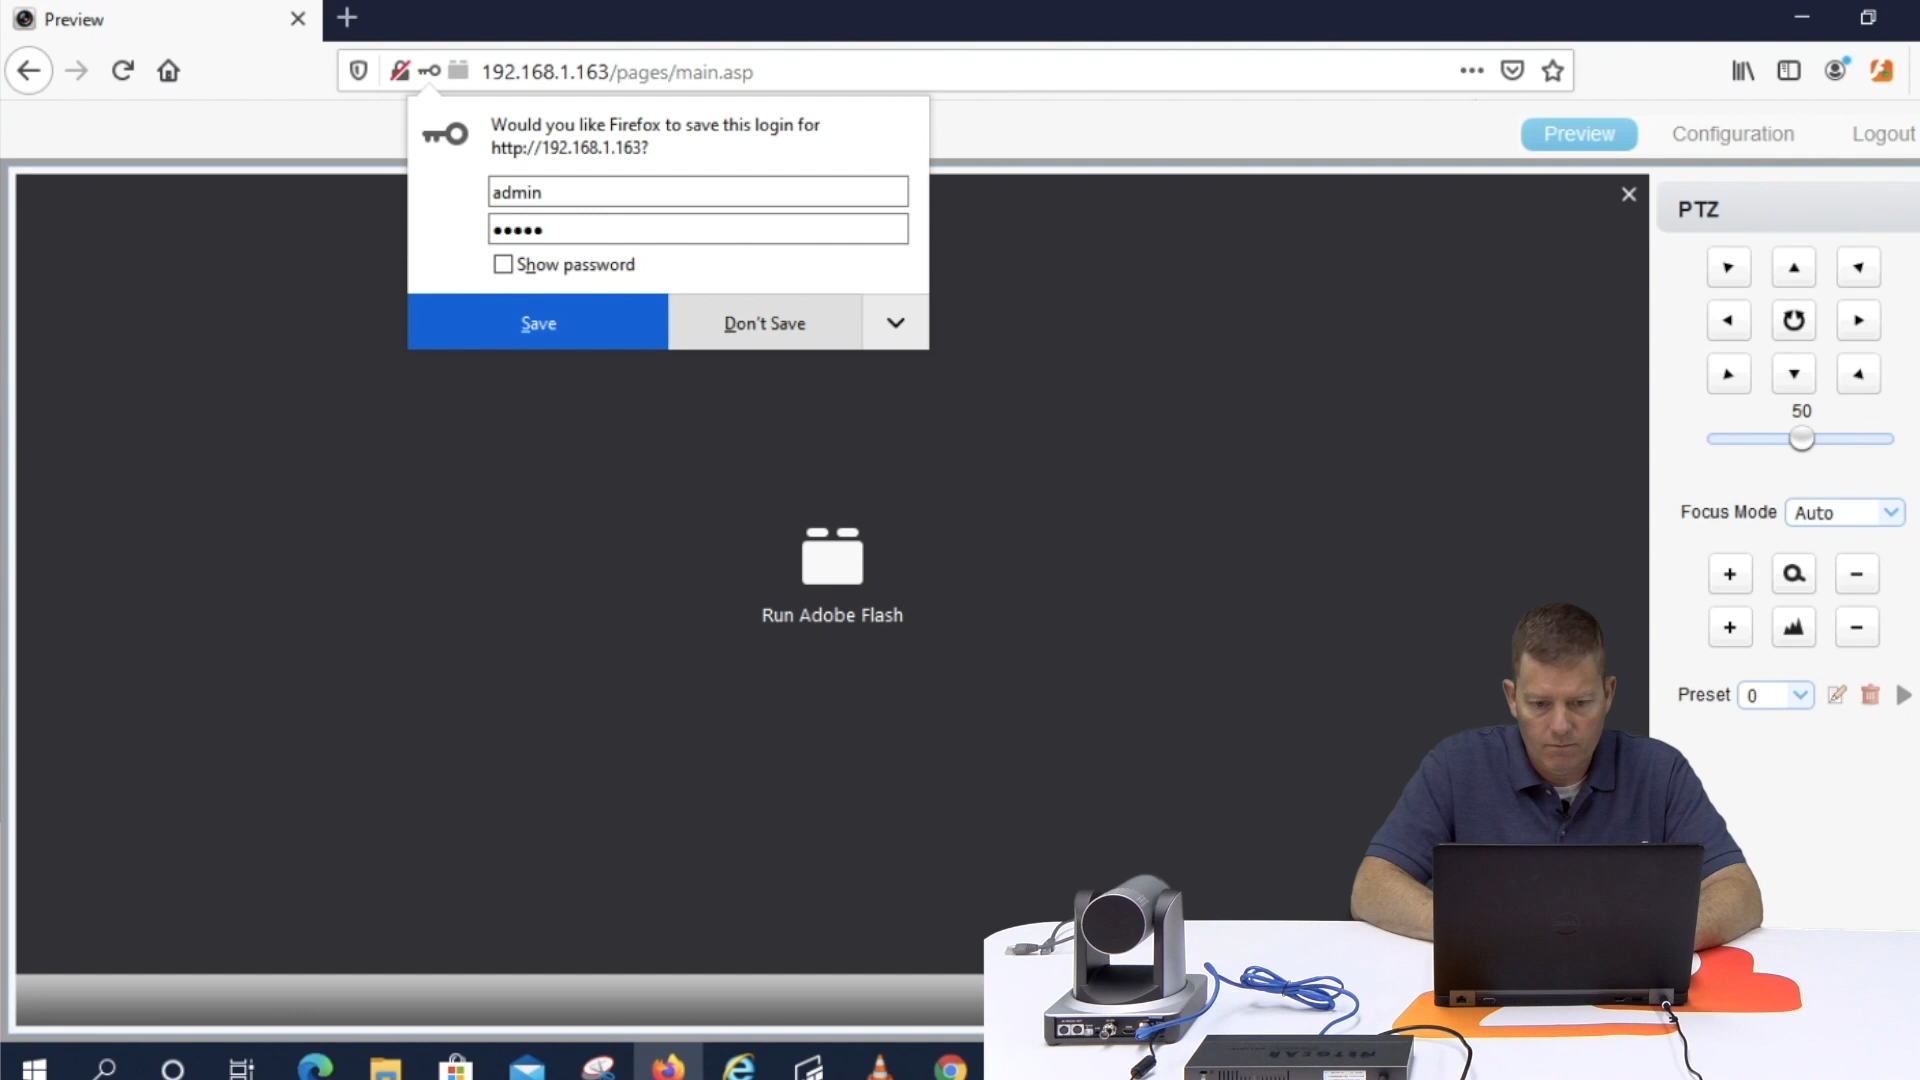 Preview
192.168.1.163/pages/main.asp
Would you like Firefox to save this login for
http://192.168.1.163?
admin
•••••
Show password
Save
Don't Save
Preview
Configuration
Logout
PTZ
50
Focus Mode
Auto
Run Adobe Flash
Preset
0
NETGEAR